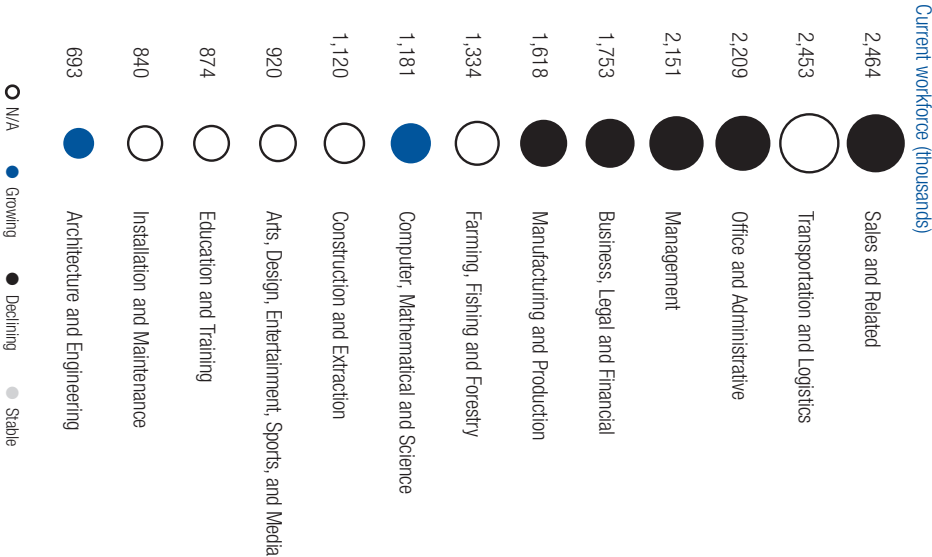 Current workforce (thousands)
2,464 Sales and Related
2,453 Transportation and Logistics
2,209 Office and Administrative
2,151 Management
1,753 Business, Legal and Financial
1,618 Manufacturing and Production
1,334 Farming, Fishing and Forestry
1,181 Computer, Mathematical and Science
1,120 Construction and Extraction
920 Arts, Design, Entertainment, Sports, and Media
874 Education and Training
840 Installation and Maintenance
693 Architecture and Engineering
N/A Growing Declining Stable